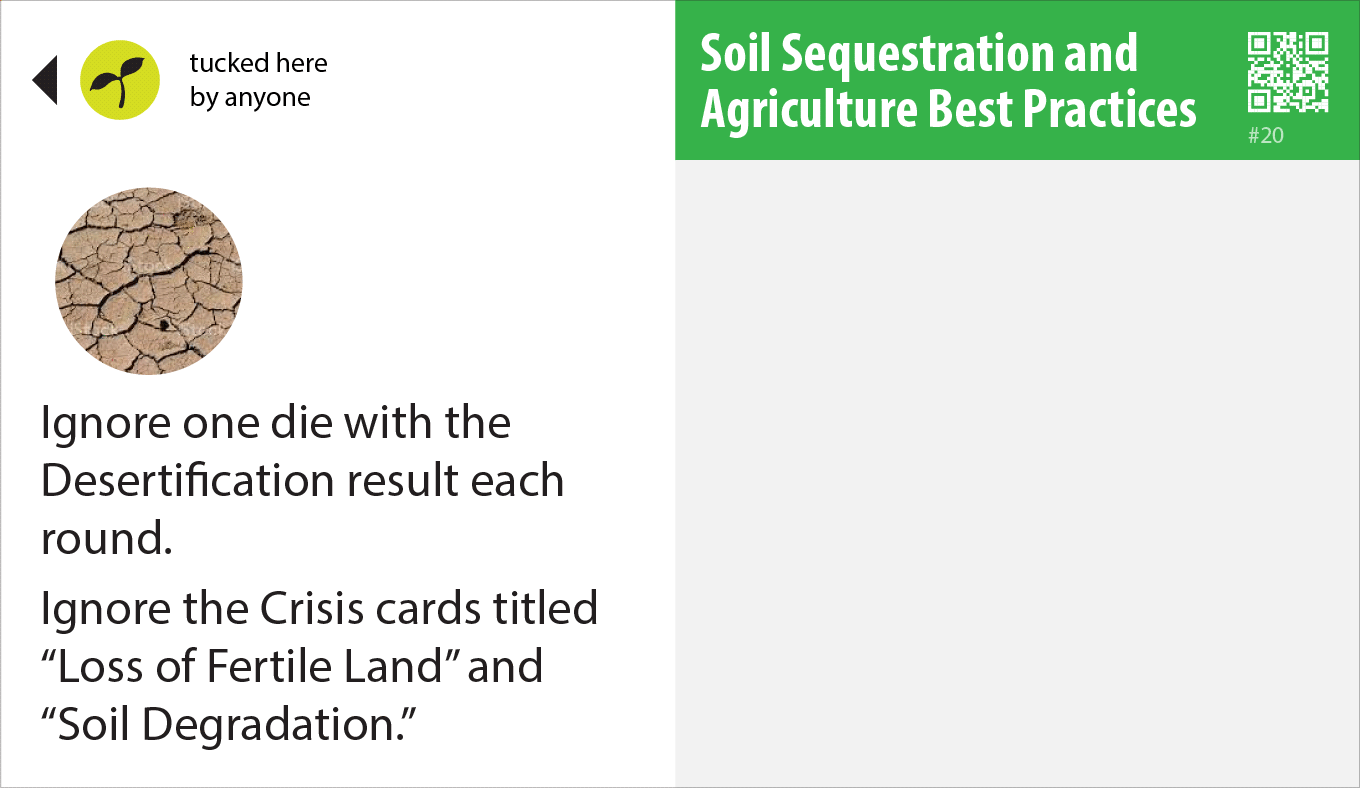 tucked here
by anyone
Soil Sequestration and
Agriculture Best Practices
#20
Ignore one die with the
Desertification result each
round.
Ignore the Crisis cards titled
“Loss of Fertile Land” and
“Soil Degradation.”